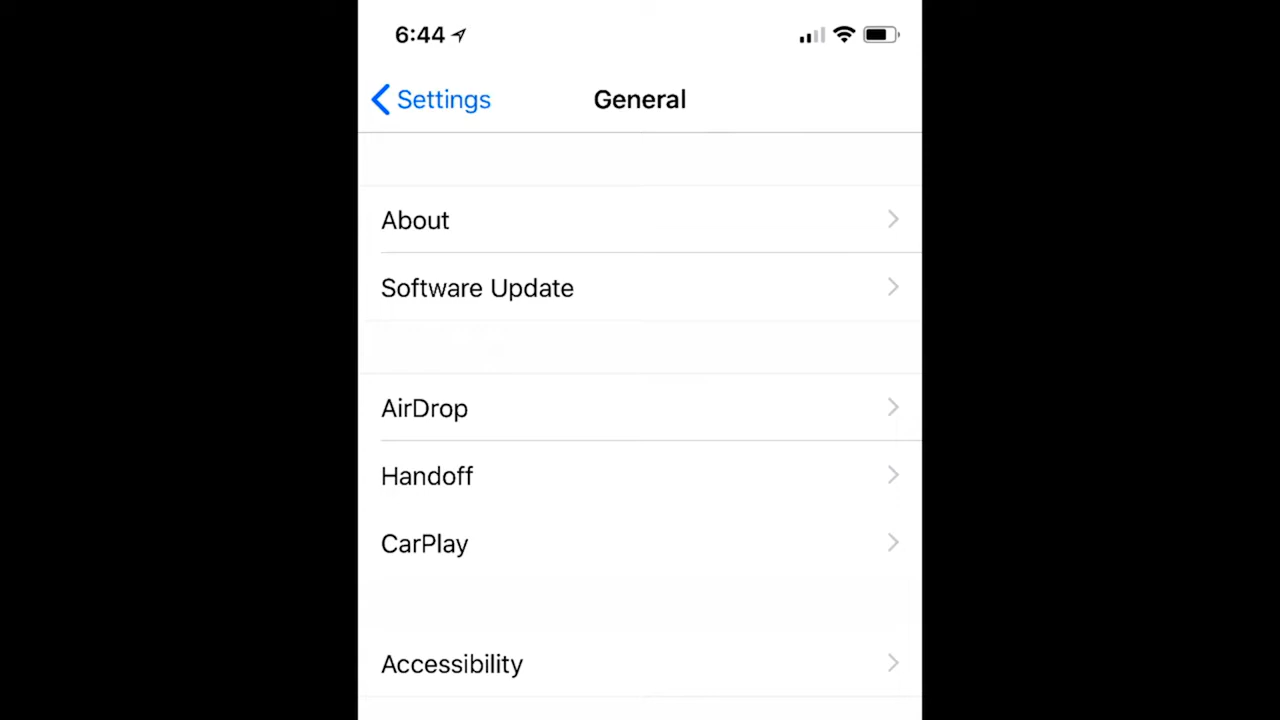 6:44
Settings
General
About
Software Update
AirDrop
Handoff
CarPlay
Accessibility